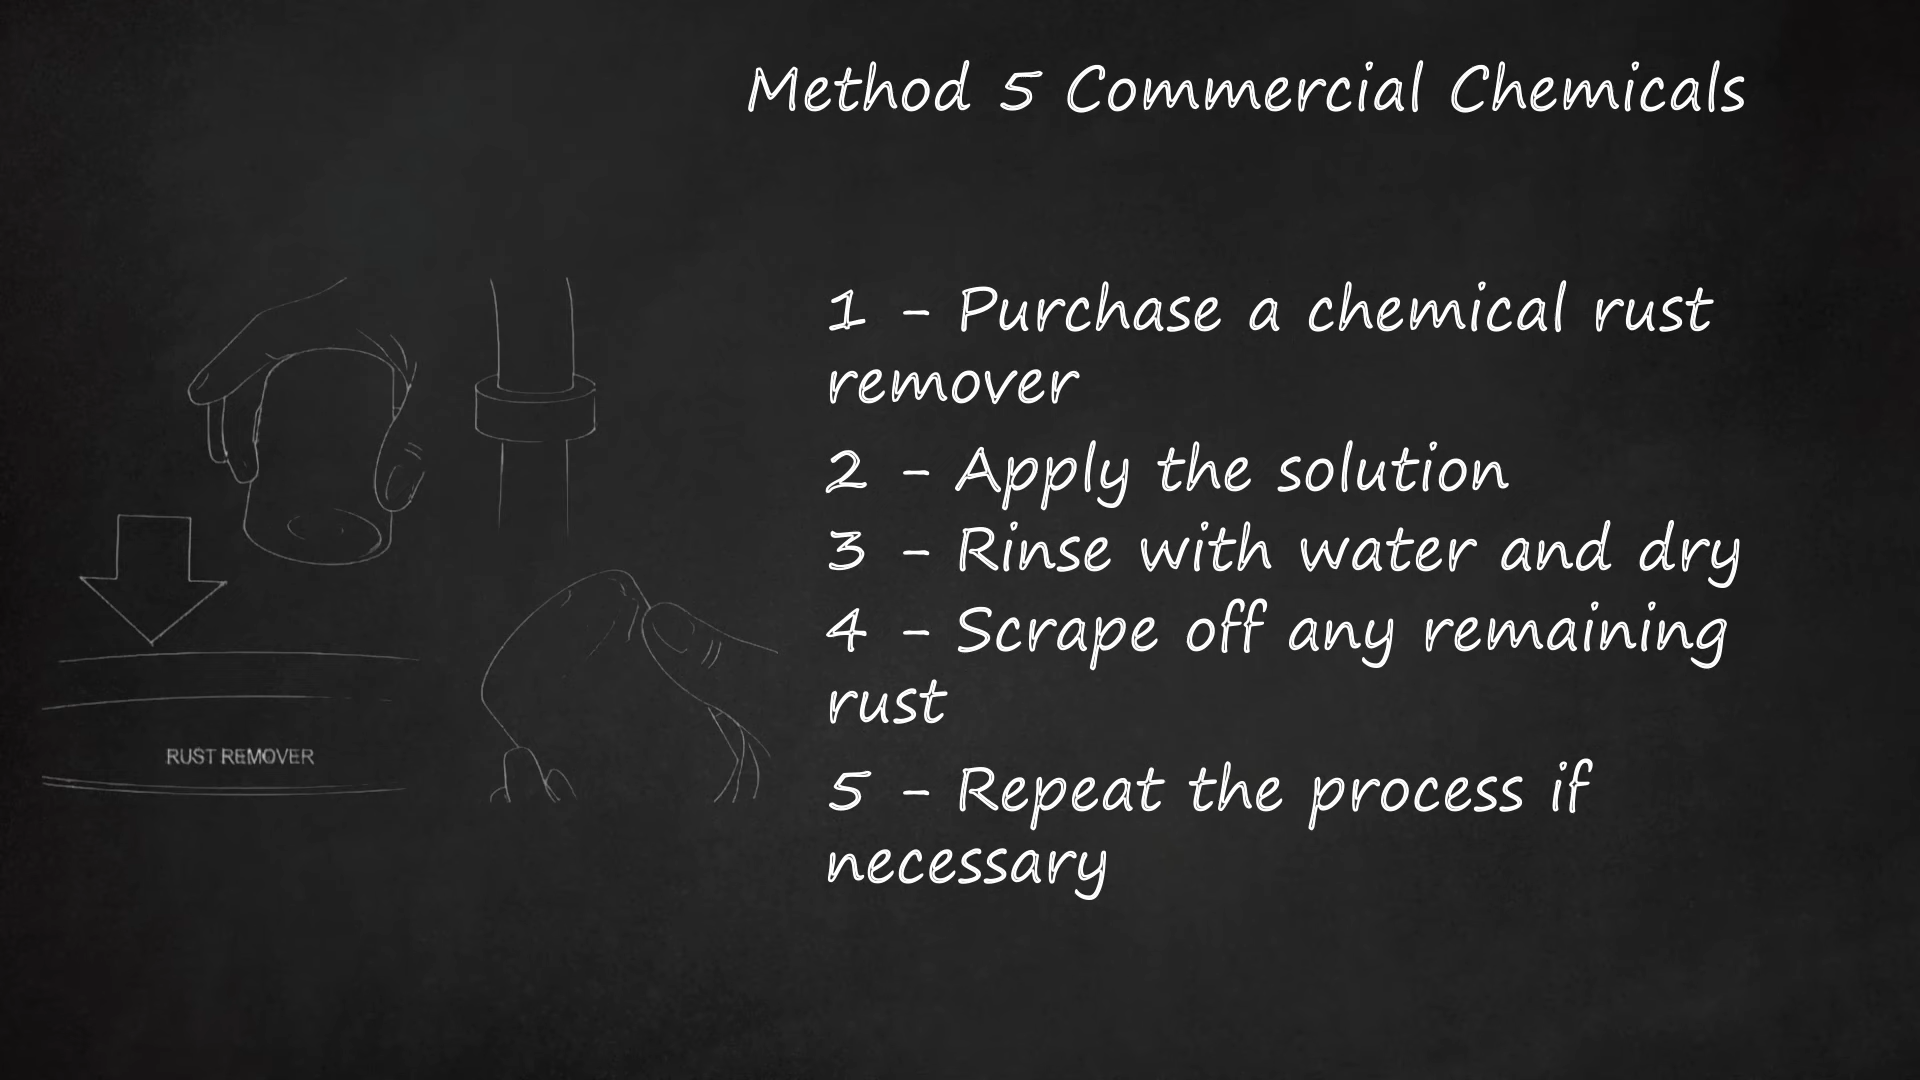 Method 5 Commercial Chemicals
1 - Purchase a chemical rust
remover
2 - Apply the solution
3 - Rinse with water and dry
4 - Scrape off any remaining
rust
5 - Repeat the process if
necessary
RUST REMOVER